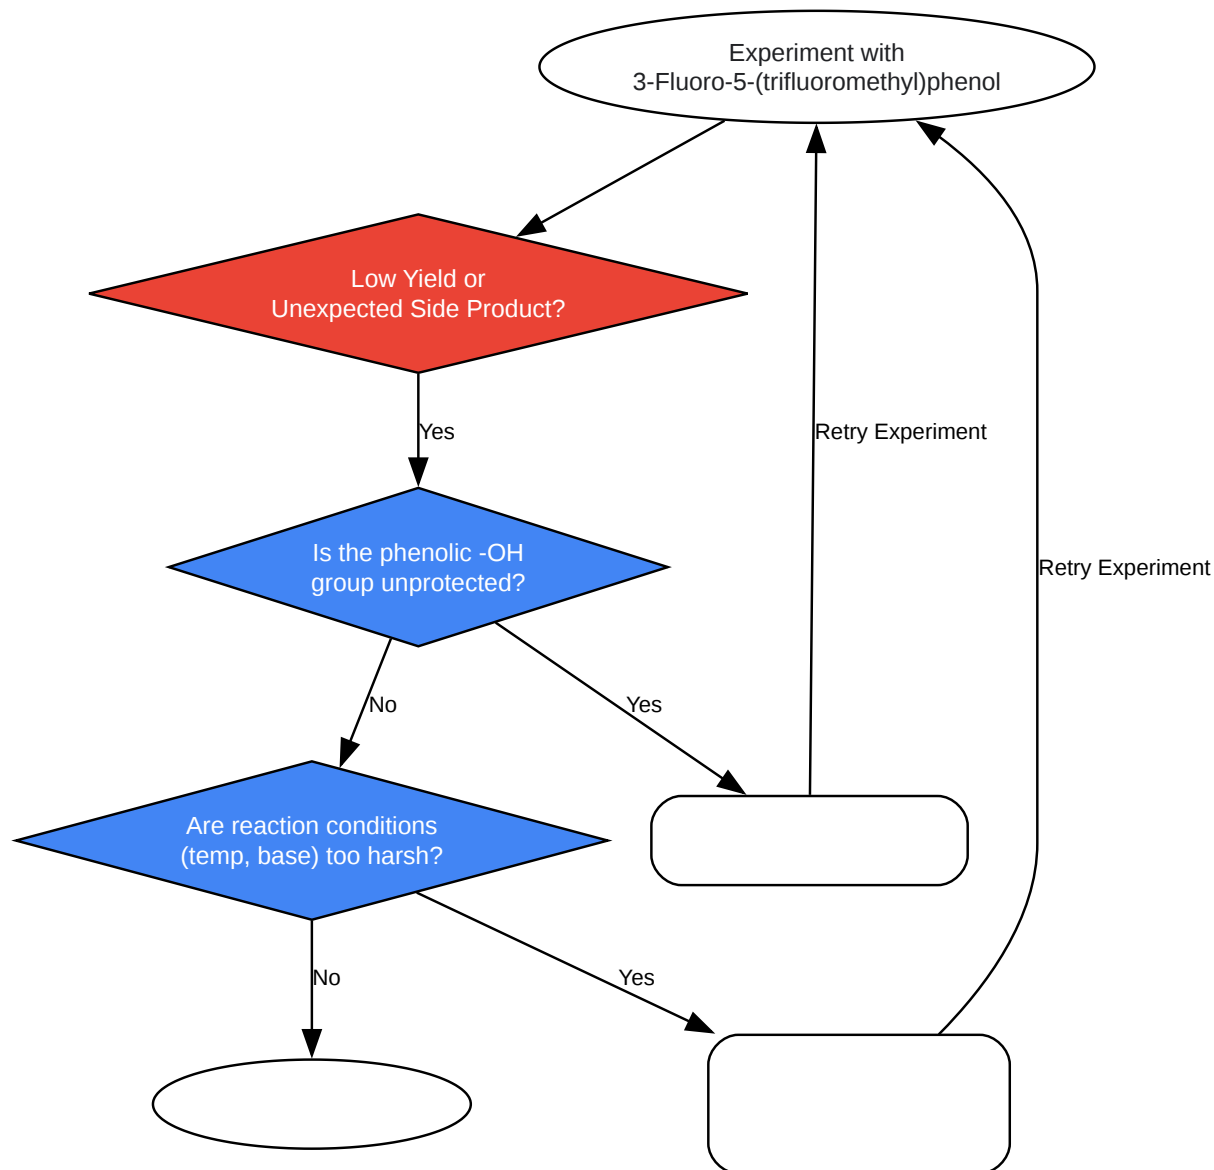 Experiment with
3-Fluoro-5-(trifluoromethyl)phenol
Low Yield or
Unexpected Side Product?
Yes
Retry Experiment
Is the phenolic -OH
group unprotected?
Retry Experiment
No
Yes
Are reaction conditions
(temp, base) too harsh?
No
Yes